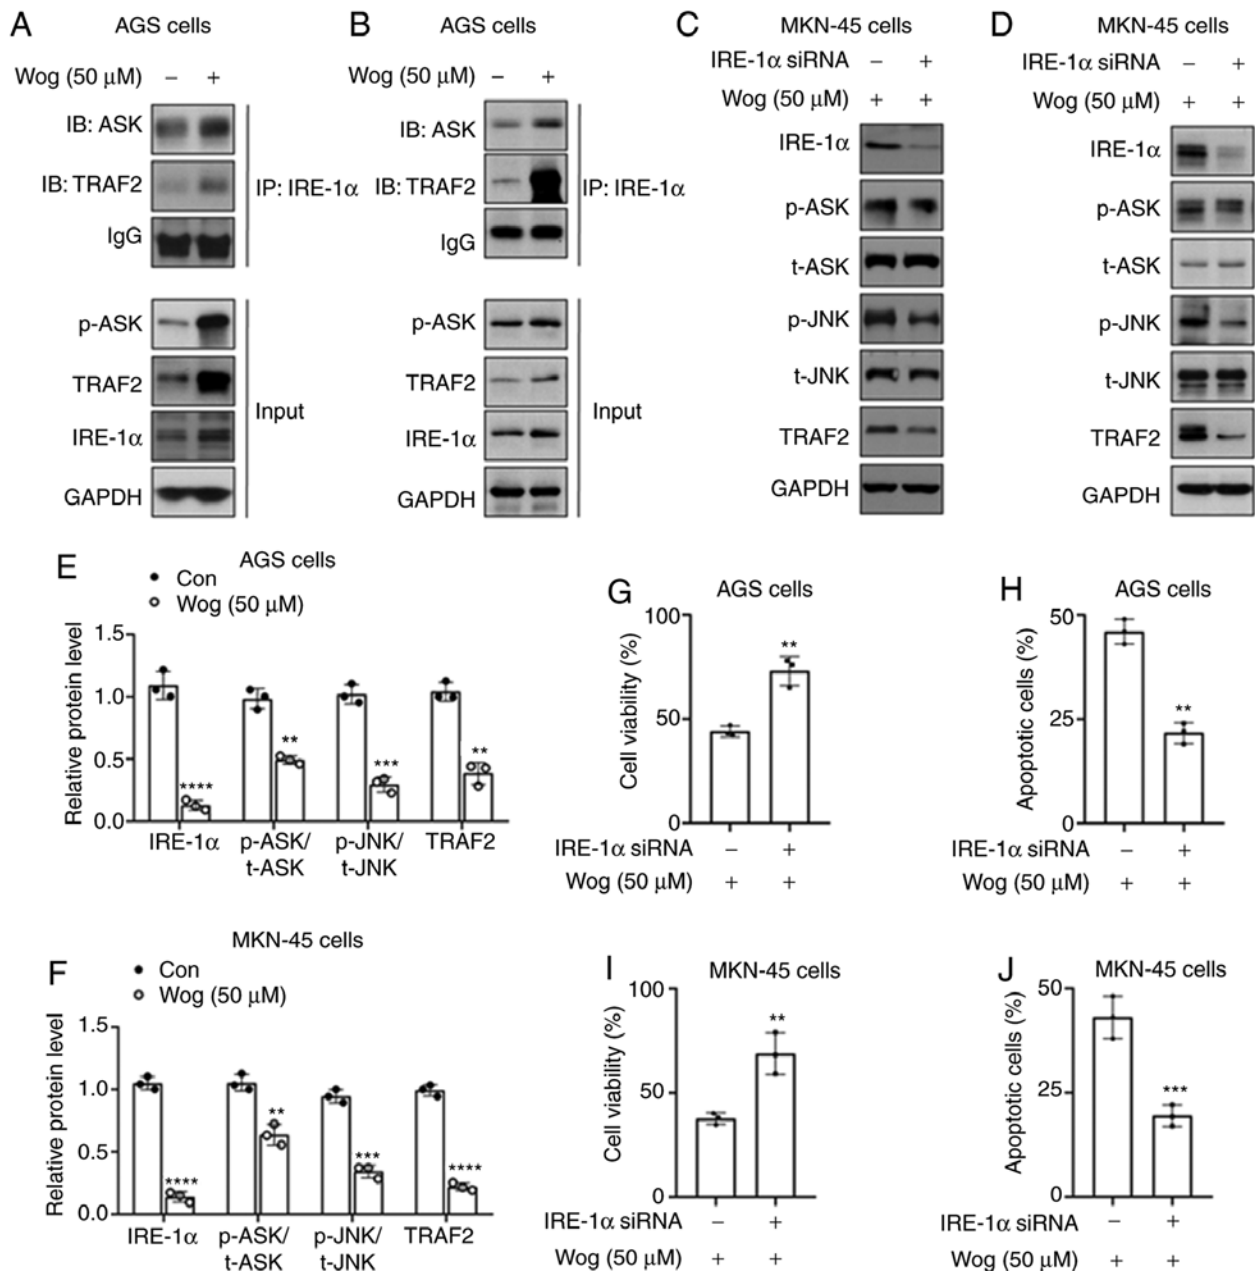 A
AGS cells
Wog (50 µM) – +
IB: ASK
IB: TRAF2
IgG
IP: IRE-1α
p-ASK
TRAF2
IRE-1α
GAPDH
Input
B
AGS cells
Wog (50 µM) – +
IB: ASK
IB: TRAF2
IgG
IP: IRE-1α
p-ASK
TRAF2
IRE-1α
GAPDH
Input
C
MKN-45 cells
IRE-1α siRNA – +
Wog (50 µM) + +
IRE-1α
p-ASK
t-ASK
p-JNK
t-JNK
TRAF2
GAPDH
D
MKN-45 cells
IRE-1α siRNA – +
Wog (50 µM) + +
IRE-1α
p-ASK
t-ASK
p-JNK
t-JNK
TRAF2
GAPDH
E
AGS cells
Con
Wog (50 µM)
Relative protein level
1.5
1.0
0.5
0.0
****
**
***
**
IRE-1α p-ASK/ p-JNK/ TRAF2
t-ASK t-JNK
G
AGS cells
Cell viability (%)
100
50
0
**
IRE-1α siRNA – +
Wog (50 µM) + +
H
AGS cells
Apoptotic cells (%)
50
25
0
**
IRE-1α siRNA – +
Wog (50 µM) + +
F
MKN-45 cells
Con
Wog (50 µM)
Relative protein level
1.5
1.0
0.5
0.0
****
**
***
****
IRE-1α p-ASK/ p-JNK/ TRAF2
t-ASK t-JNK
I
MKN-45 cells
Cell viability (%)
100
50
0
**
IRE-1α siRNA – +
Wog (50 µM) + +
J
MKN-45 cells
Apoptotic cells (%)
50
25
0
***
IRE-1α siRNA – +
Wog (50 µM) + +